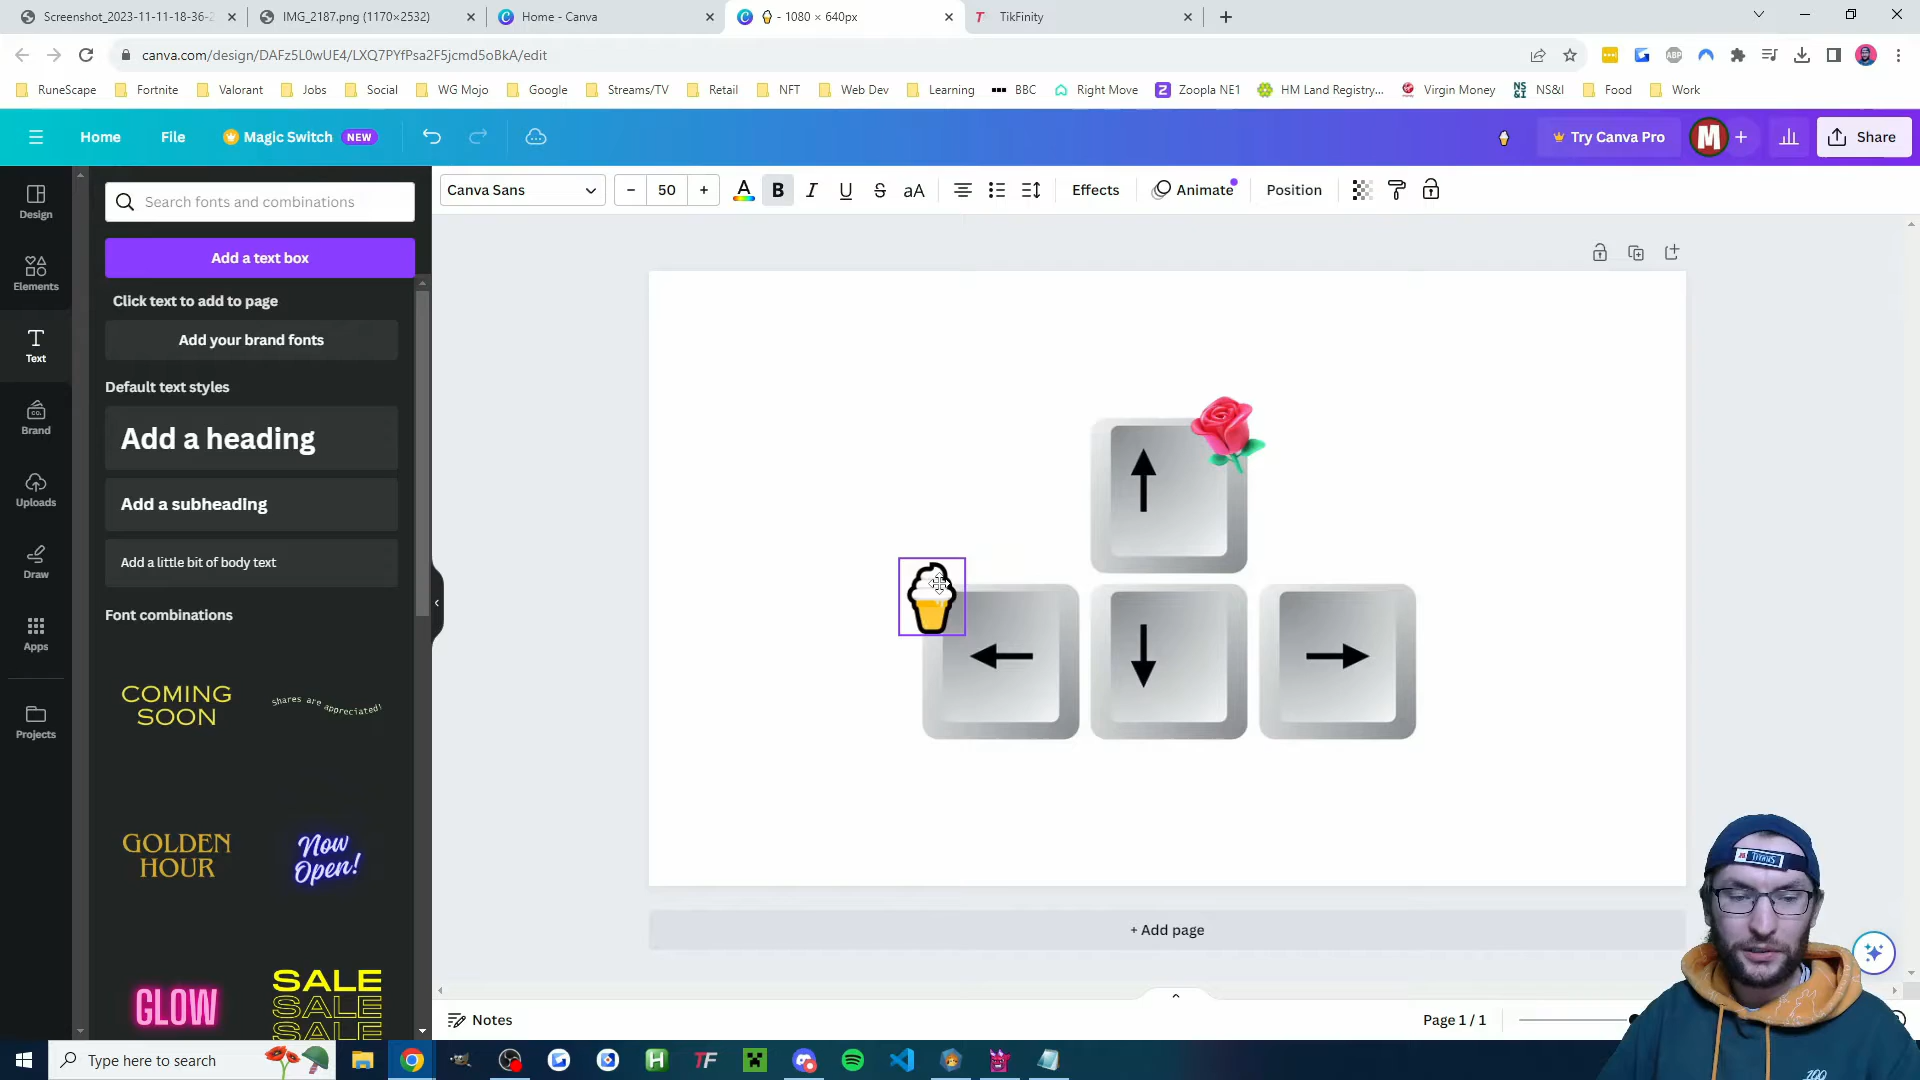 Screenshot_2023-11-11-18-36-2
IMG_2187.png (1170×2532)
Home - Canva
- 1080 × 640px
TikFinity
canva.com/design/DAFz5L0wUE4/LXQ7PYfPsa2F5jcmd5oBkA/edit
RuneScape
Fortnite
Valorant
Jobs
Social
WG Mojo
Google
Streams/TV
Retail
NFT
Web Dev
Learning
BBC
Right Move
Zoopla NE1
HM Land Registry...
Virgin Money
NS&I
Food
Work
Home
File
Magic Switch NEW
Try Canva Pro
Share
Canva Sans
50
aA
Effects
Animate
Position
Design
Elements
Text
Brand
Uploads
Draw
Apps
Projects
Search fonts and combinations
Add a text box
Click text to add to page
Add your brand fonts
Default text styles
Add a heading
Add a subheading
Add a little bit of body text
Font combinations
COMING
SOON
shares are appreciated!
GOLDEN
HOUR
Now
Open!
GLOW
SALE
SALE
SALE
+ Add page
Notes
Page 1 / 1
Type here to search